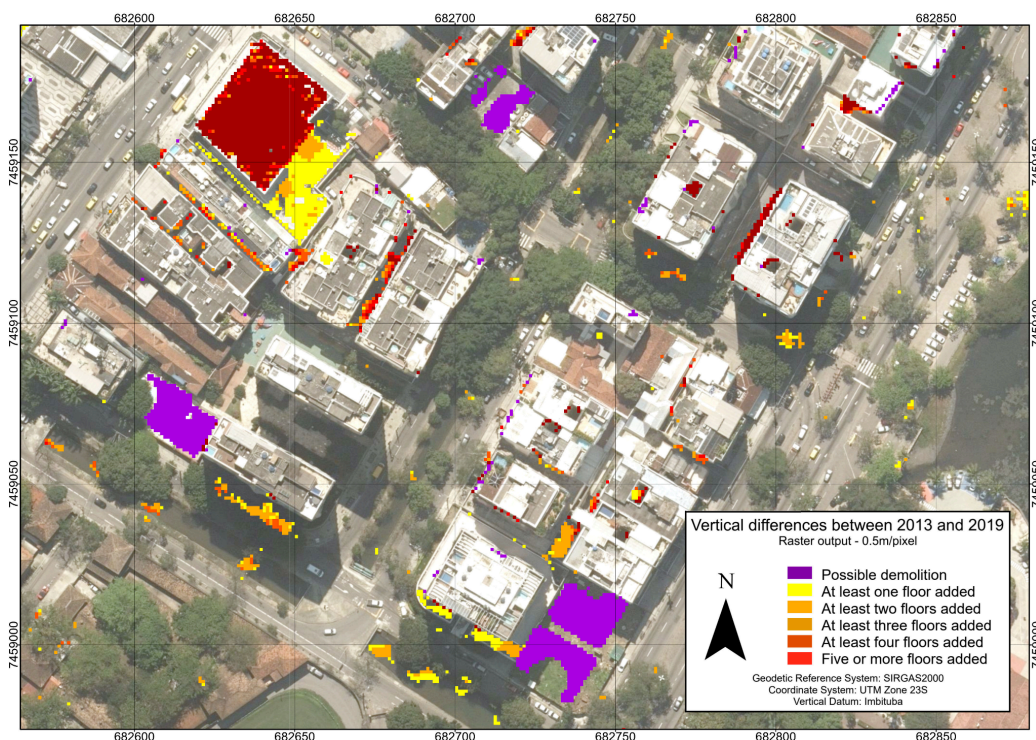 682600 682650 682700 682750 682800 682850
7459150 7459150
7459100 7459100
7459050 7459050
7459000 7459000
Vertical differences between 2013 and 2019
Raster output - 0.5m/pixel
N
Possible demolition
At least one floor added
At least two floors added
At least three floors added
At least four floors added
Five or more floors added
Geodetic Reference System: SIRGAS2000
Coordinate System: UTM Zone 23S
Vertical Datum: Imbituba
682600 682650 682700 682750 682800 682850